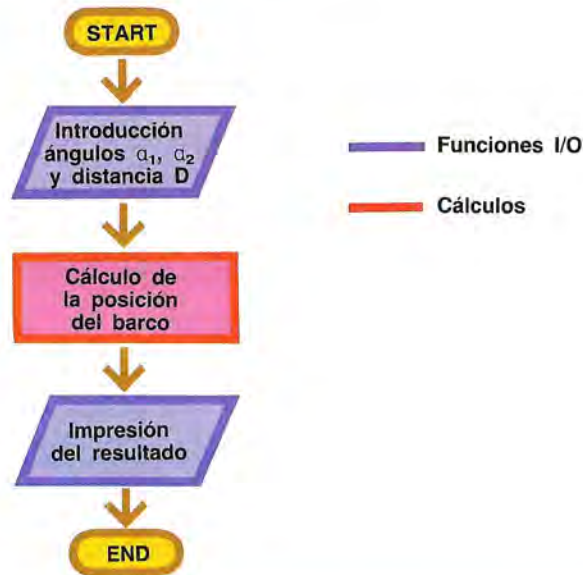 START
Introducción
ángulos α₁, α₂
y distancia D
Funciones I/O
Cálculos
Cálculo de
la posición
del barco
Impresión
del resultado
END